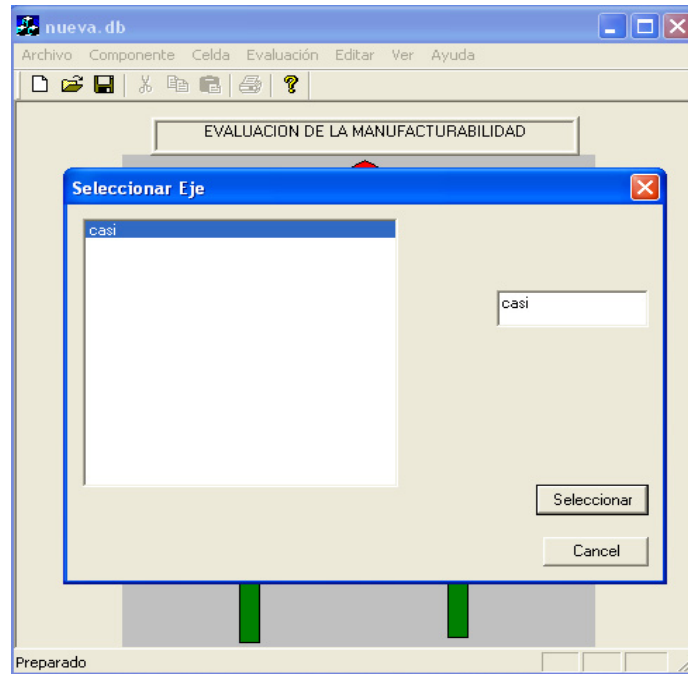 nueva.db
Archivo Componente Celda Evaluación Editar Ver Ayuda
EVALUACION DE LA MANUFACTURABILIDAD
Seleccionar Eje
casi
casi
Seleccionar
Cancel
Preparado